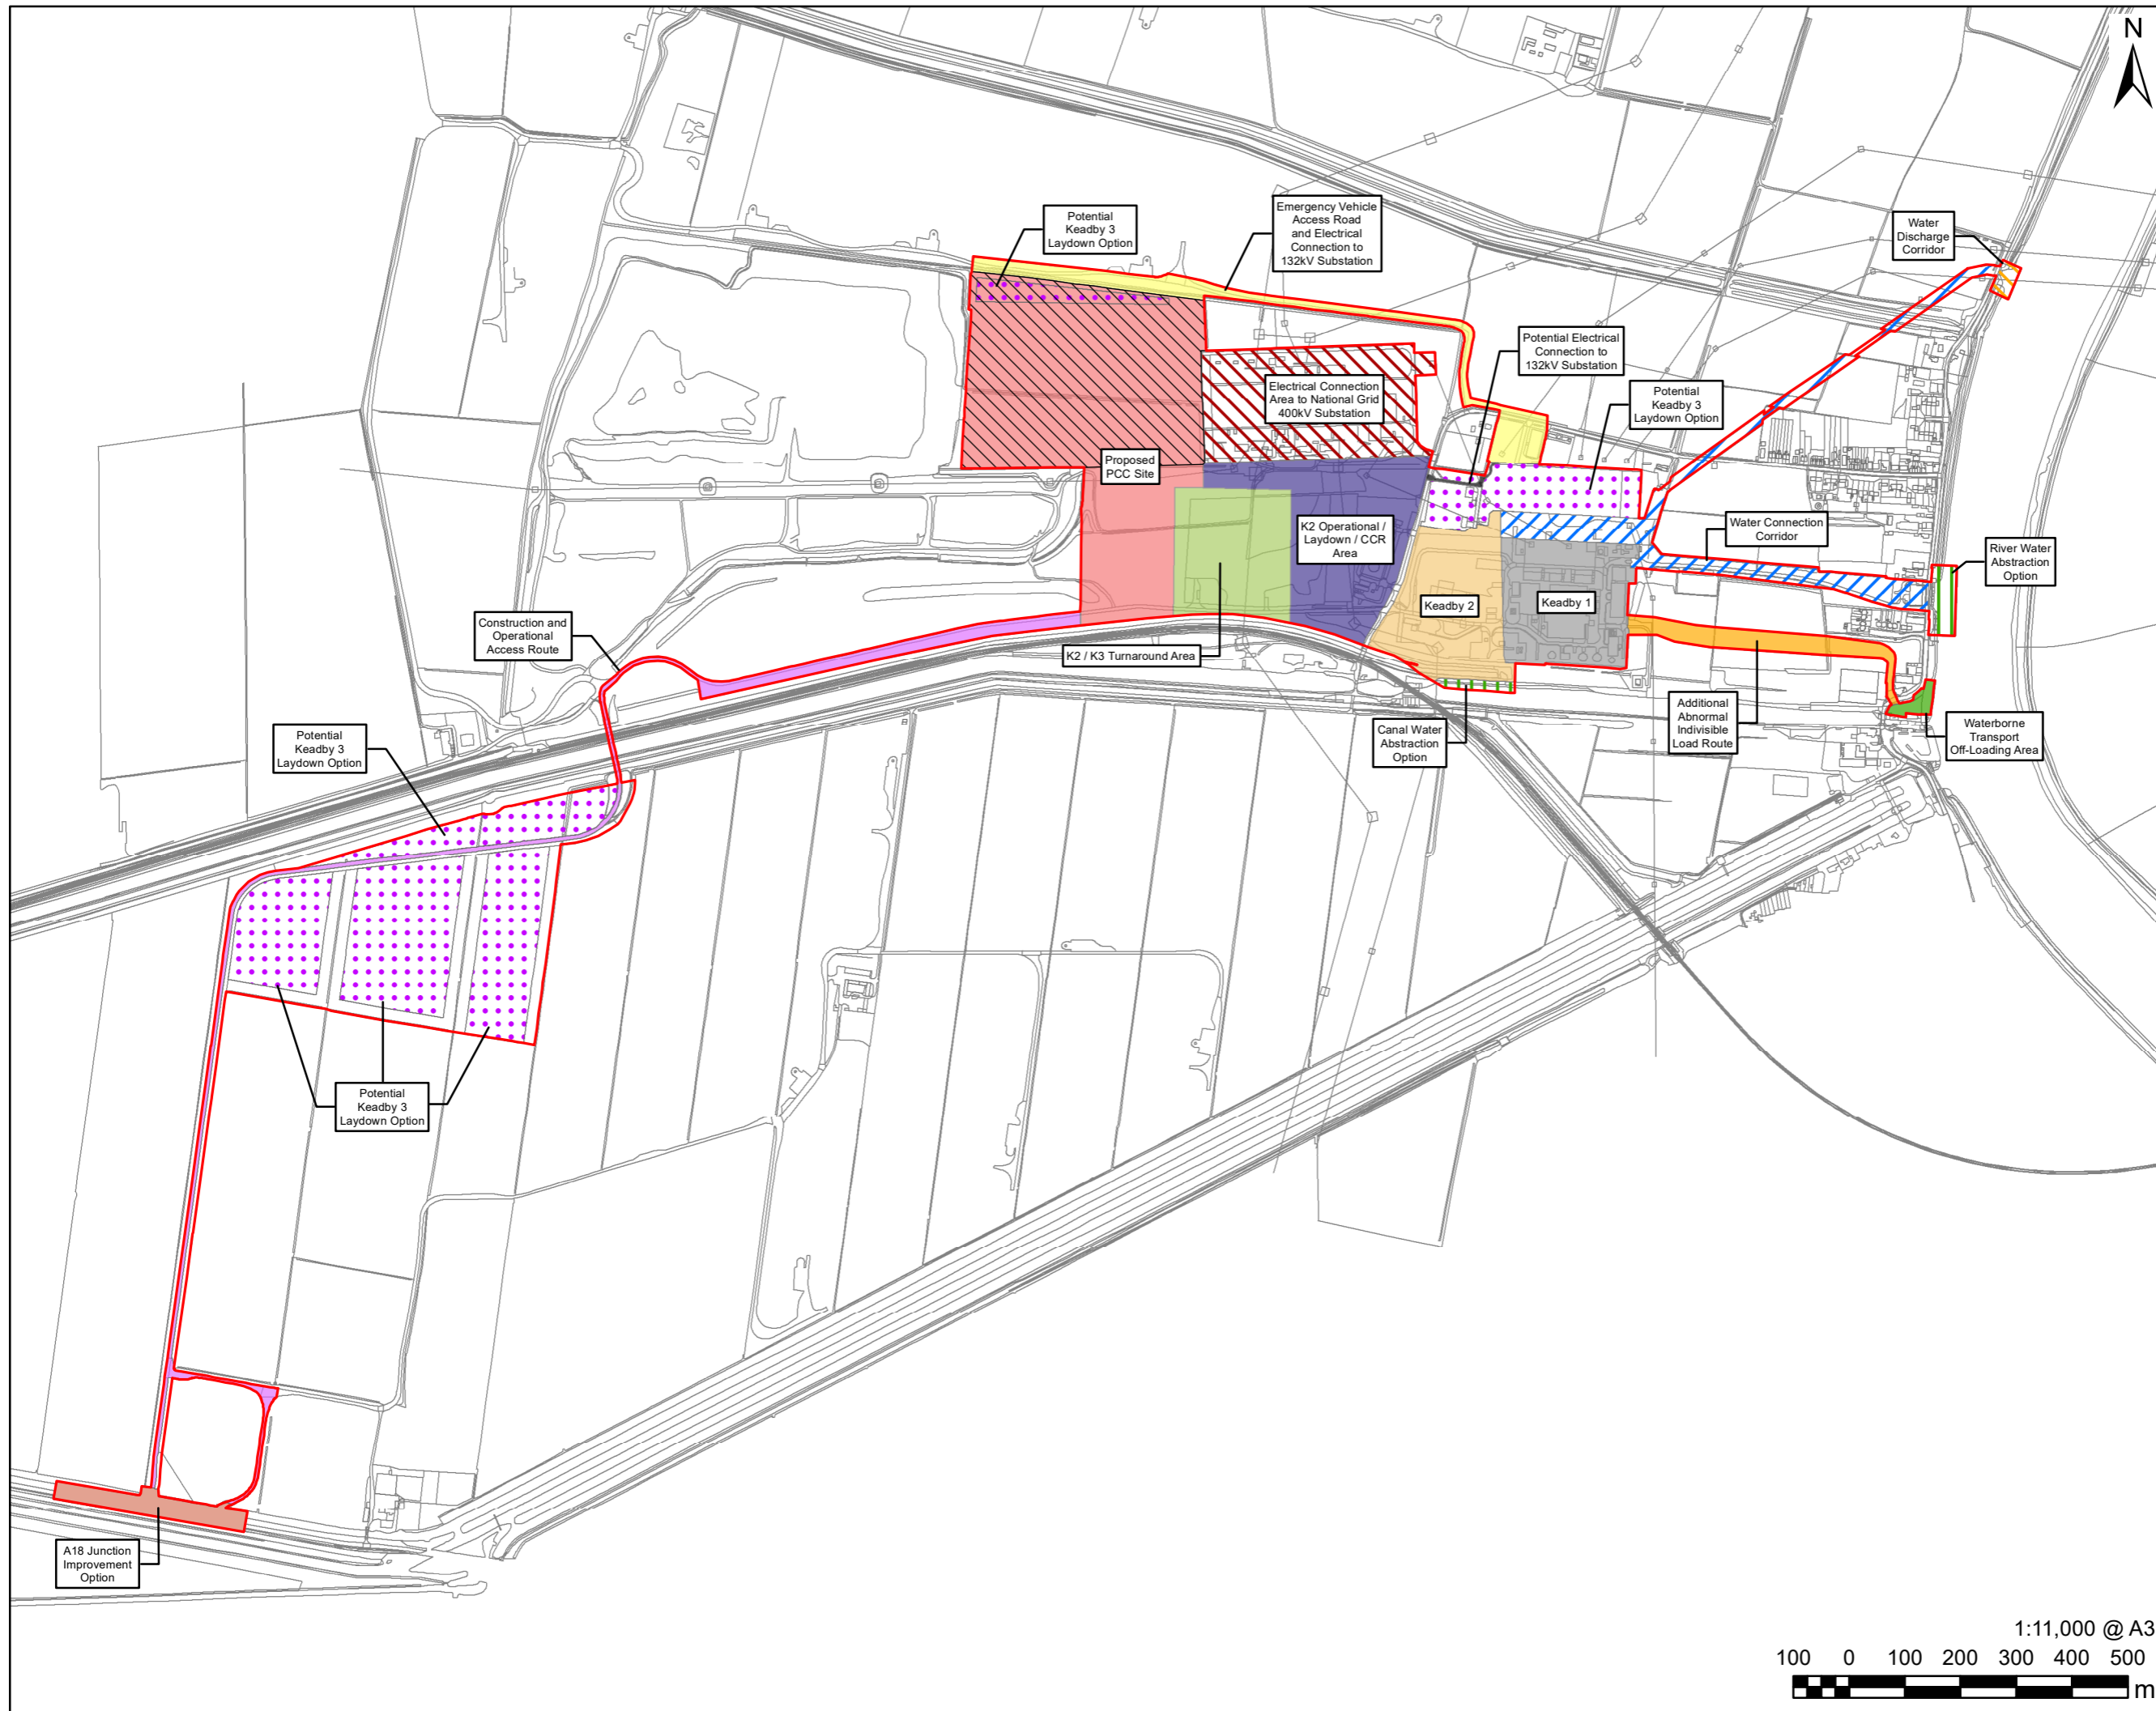 N
Potential
Keadby 3
Laydown Option
Emergency Vehicle
Access Road
and Electrical
Connection to
132kV Substation
Water
Discharge
Corridor
Potential Electrical
Connection to
132kV Substation
Electrical Connection
Area to National Grid
400kV Substation
Potential
Keadby 3
Laydown Option
Proposed
PCC Site
K2 Operational /
Laydown / CCR
Area
Water Connection
Corridor
River Water
Abstraction
Option
Keadby 2
Keadby 1
Construction and
Operational
Access Route
K2 / K3 Turnaround Area
Additional
Abnormal
Indivisible
Load Route
Canal Water
Abstraction
Option
Waterborne
Transport
Off-Loading Area
Potential
Keadby 3
Laydown Option
Potential
Keadby 3
Laydown Option
A18 Junction
Improvement
Option
1:11,000 @ A3
100 0 100 200 300 400 500
m